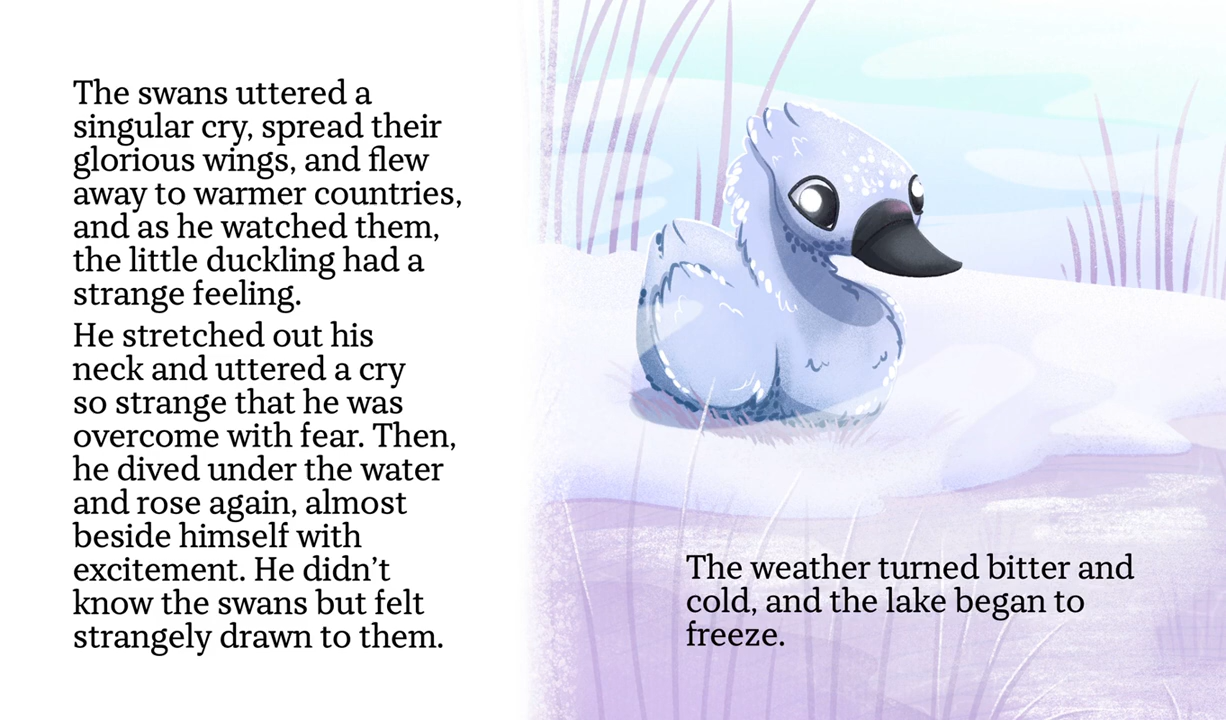 The swans uttered a
singular cry, spread their
glorious wings, and flew
away to warmer countries,
and as he watched them,
the little duckling had a
strange feeling.
He stretched out his
neck and uttered a cry
so strange that he was
overcome with fear. Then,
he dived under the water
and rose again, almost
beside himself with
excitement. He didn’t
know the swans but felt
strangely drawn to them.
The weather turned bitter and
cold, and the lake began to
freeze.